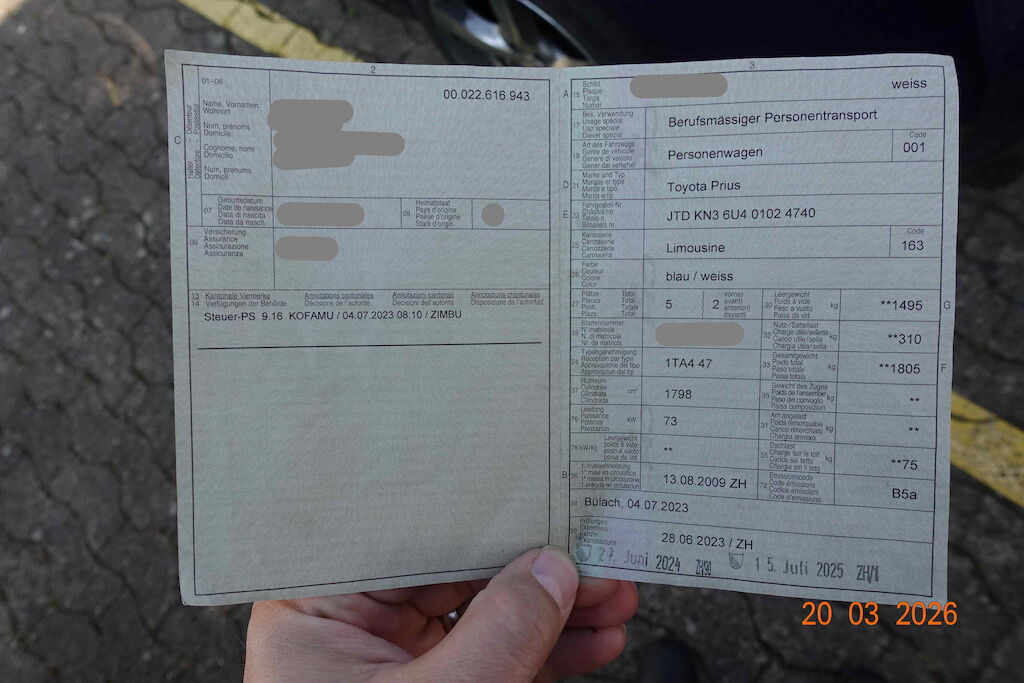 2
01-06
00.022.616.943
C
Name, Vornamen
Wohnort
Nom, prénoms
Domicile
Cognome, nomi
Domicilio
Num, prenums
Domicil
07
Geburtsdatum
Date de naissance
Data di nascita
Data da nasch.
08
Heimatstaat
Pays d'origine
Paese d'origine
Stadi d'origin.
09
Versicherung
Assurance
Assicurazione
Assicuranza
13 Kantonale Vermerke Annotations cantonales Annotazioni cantonali Annotaziuns chantunalas
14 Verfügungen der Behörde Décisions de l'autorité Decisioni dell'autorità Disposiziuns da l'autoritad
Steuer-PS 9.16 KOFAMU / 04.07.2023 08:10 / ZIMBU
3
A 15
Schild
Plaque
Targa
Numer
weiss
17
Bes. Verwendung
Usage spécial
Uso speciale
Diever spezial
Berufsmässiger Personentransport
19
Art des Fahrzeugs
Genre de véhicule
Genere di veicolo
Gener dal vehichel
Personenwagen
Code
001
D 21
Marke und Typ
Marque et type
Marca e tipo
Marca e tip
Toyota Prius
E 23
Fahrgestell-Nr.
Châssis no
Telaio n.
Schassis nr.
JTD KN3 6U4 0102 4740
25
Karosserie
Carrosserie
Carrozzeria
Carossaria
Limousine
Code
163
26
Farbe
Couleur
Colore
Colur
blau / weiss
27
Plätze: Total
Places: Total
Posti: Totale
Plazs: Total
5
2
vorne)
avant)
anteriori)
davant)
30
Leergewicht
Poids à vide
Peso a vuoto
Paisa da vid
kg
**1495
G
18
Stammnummer
N° matricule
N. di matricola
Nr. da matricla
32
Nutz-/Sattellast
Charge utile/sellette
Carico utile/sella
Chargia utila/sella
kg
**310
24
Typengenehmigung
Réception par type
Approvazione del tipo
Approvaziun dal tip
1TA4 47
33
Gesamtgewicht
Poids total
Peso totale
Paisa totala
kg
**1805
F
37
Hubraum
Cylindrée
Cilindrata
Cilindrada
cm³
1798
35
Gewicht des Zuges
Poids de l'ensemble
Peso del convoglio
Paisa cumposiziun
kg
**
76
Leistung
Puissance
Potenza
Prestaziun
kW
73
31
Anhängelast
Poids remorquable
Carico rimorchiato
Chargia annexa
kg
**
78 kW/kg
Leergewicht
poids à vide
peso a vuoto
paisa da vid
**
55
Dachlast
Charge sur le toit
Carico sul tetto
Chargia sin il tetg
kg
**75
B 36
1. Inverkehrsetzung
1re mise en circulation
1a messa in circolazione
1. entrada en circulaziun
13.08.2009 ZH
72
Emissionscode
Code émissions
Codice emissioni
Code d'emissiuns
B5a
38
Bülach, 04.07.2023
39
Prüfungen
Expertises
28.06.2023 / ZH
27. Juni 2024 ZH90
15. Juli 2025 ZH/1
20 03 2026